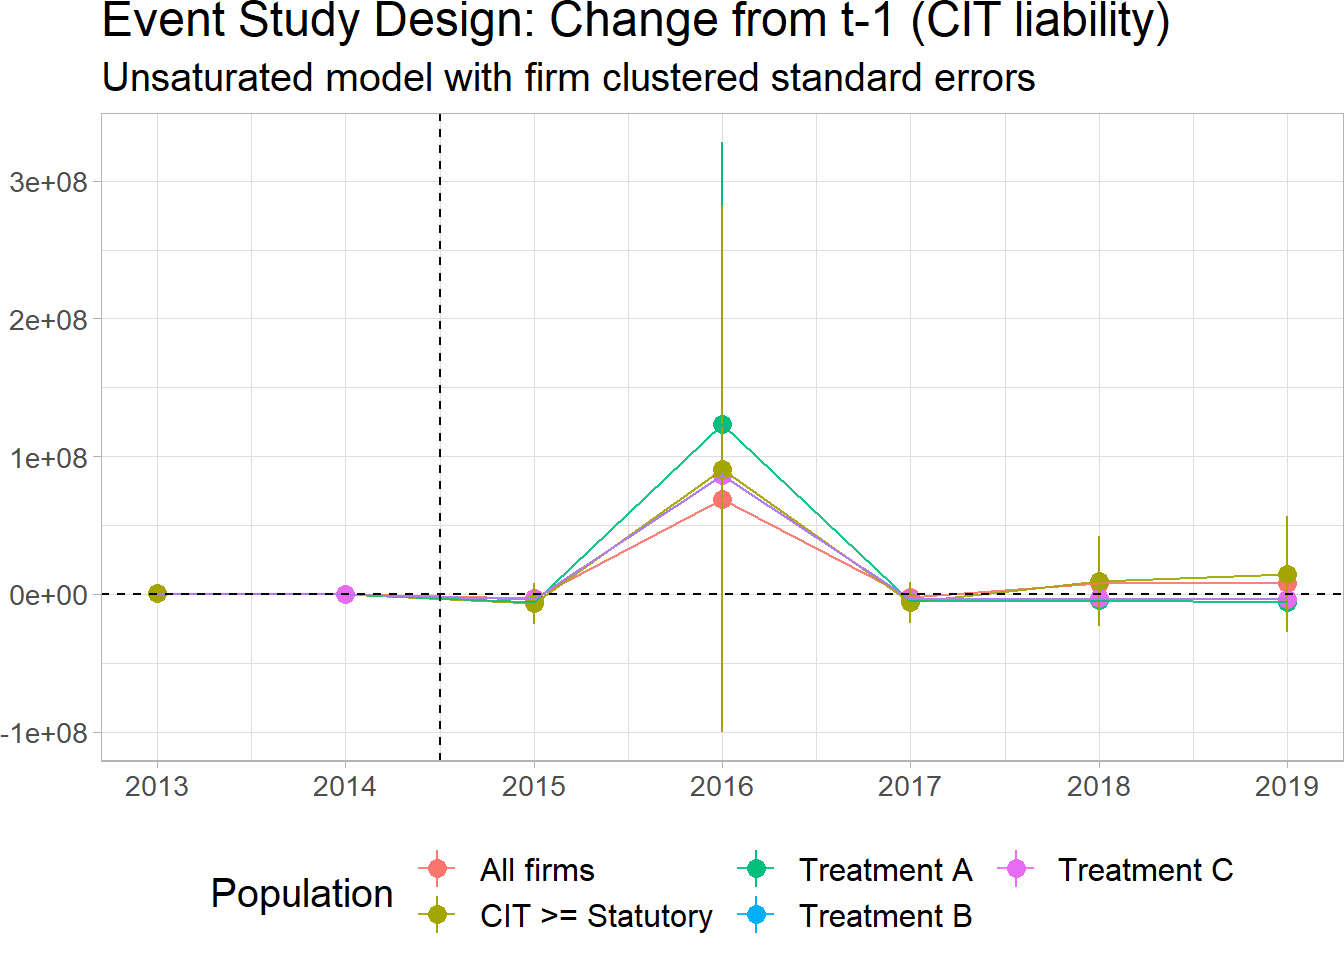 Event Study Design: Change from t-1 (CIT liability)
Unsaturated model with firm clustered standard errors
3e+08
2e+08
1e+08
0e+00
-1e+08
2013 2014 2015 2016 2017 2018 2019
Population
All firms Treatment A Treatment C
CIT >= Statutory Treatment B